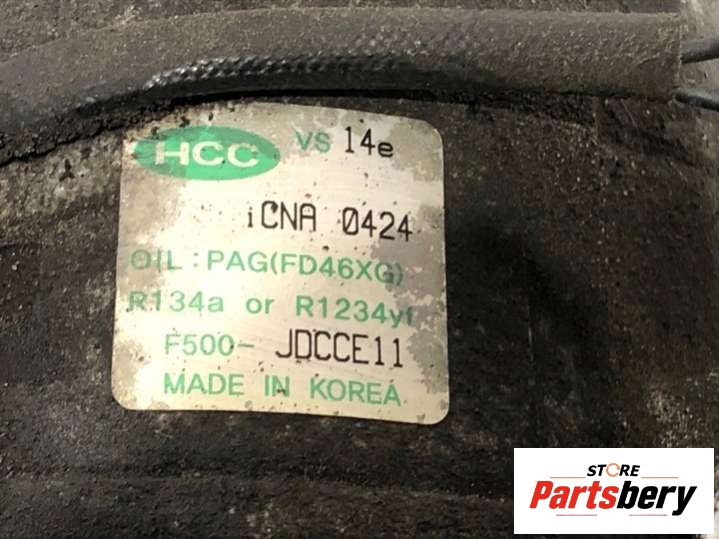 HCC VS 14e
iCNA 0424
OIL : PAG(FD46XG)
R134a or R1234yf
F500- JDCCE11
MADE IN KOREA
STORE
Partsbery